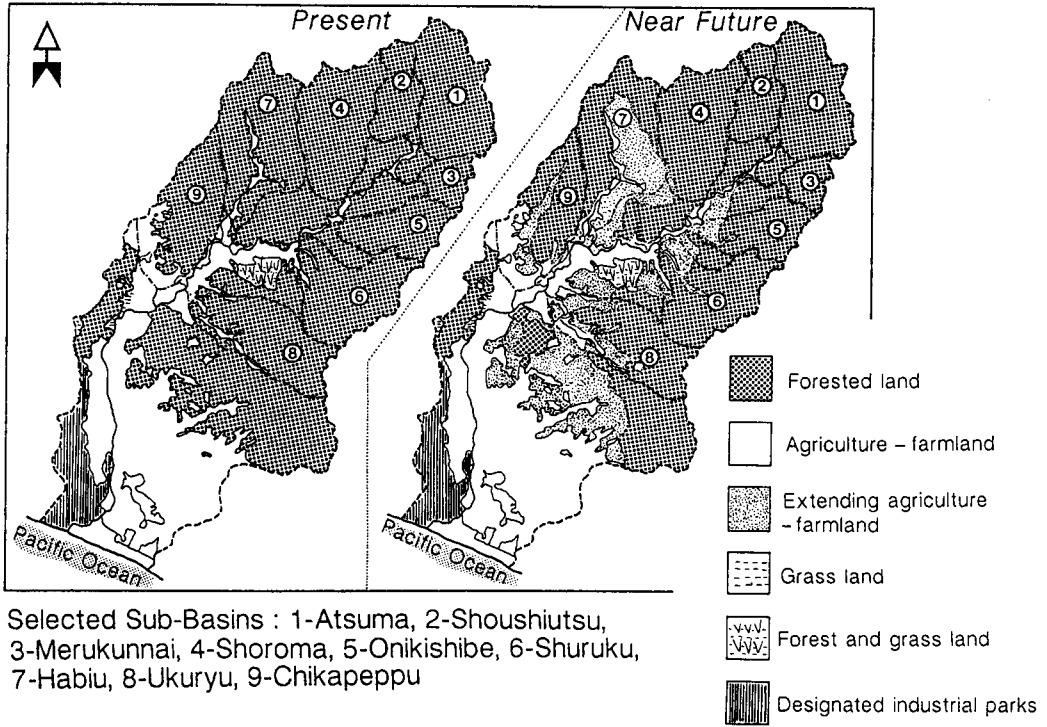 Present
Near Future
7
4
2
1
9
3
5
6
8
7
4
2
1
9
3
5
6
8
Pacific Ocean
Pacific Ocean
Forested land
Agriculture – farmland
Extending agriculture
– farmland
Grass land
Forest and grass land
Designated industrial parks
Selected Sub-Basins : 1-Atsuma, 2-Shoushiutsu,
3-Merukunnai, 4-Shoroma, 5-Onikishibe, 6-Shuruku,
7-Habiu, 8-Ukuryu, 9-Chikapeppu